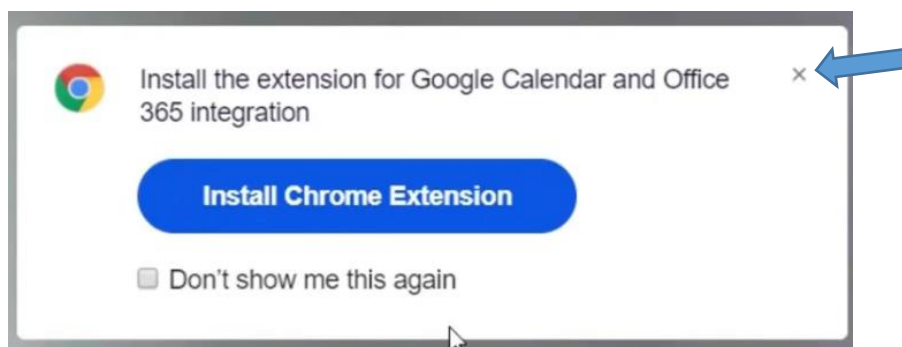 Install the extension for Google Calendar and Office
365 integration
Install Chrome Extension
Don't show me this again